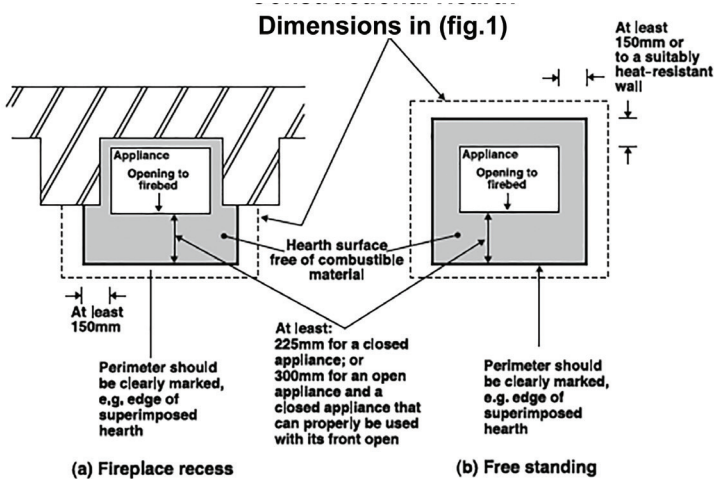 Dimensions in (fig.1)
At least
150mm or
to a suitably
heat-resistant
wall
Appliance
Opening to
firebed
Appliance
Opening to
firebed
Hearth surface
free of combustible
material
At least
150mm
At least:
225mm for a closed
appliance; or
300mm for an open
appliance and a
closed appliance that
can properly be used
with its front open
Perimeter should
be clearly marked,
e.g. edge of
superimposed
hearth
Perimeter should
be clearly marked,
e.g. edge of
superimposed
hearth
(a) Fireplace recess
(b) Free standing